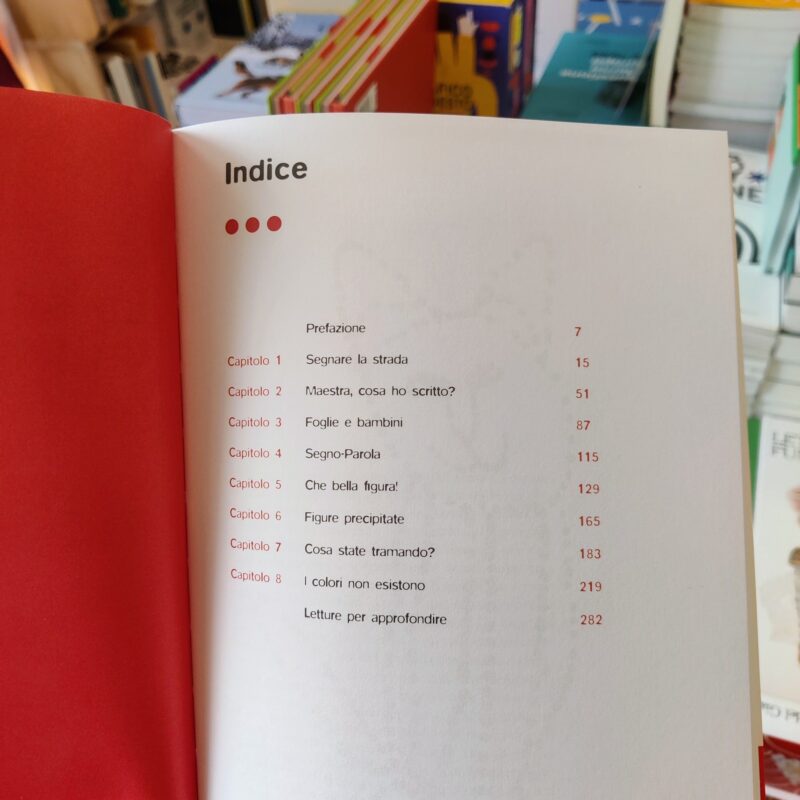 Indice
Prefazione 7
Capitolo 1 Segnare la strada 15
Capitolo 2 Maestra, cosa ho scritto? 51
Capitolo 3 Foglie e bambini 87
Capitolo 4 Segno-Parola 115
Capitolo 5 Che bella figura! 129
Capitolo 6 Figure precipitate 165
Capitolo 7 Cosa state tramando? 183
Capitolo 8 I colori non esistono 219
Letture per approfondire 282